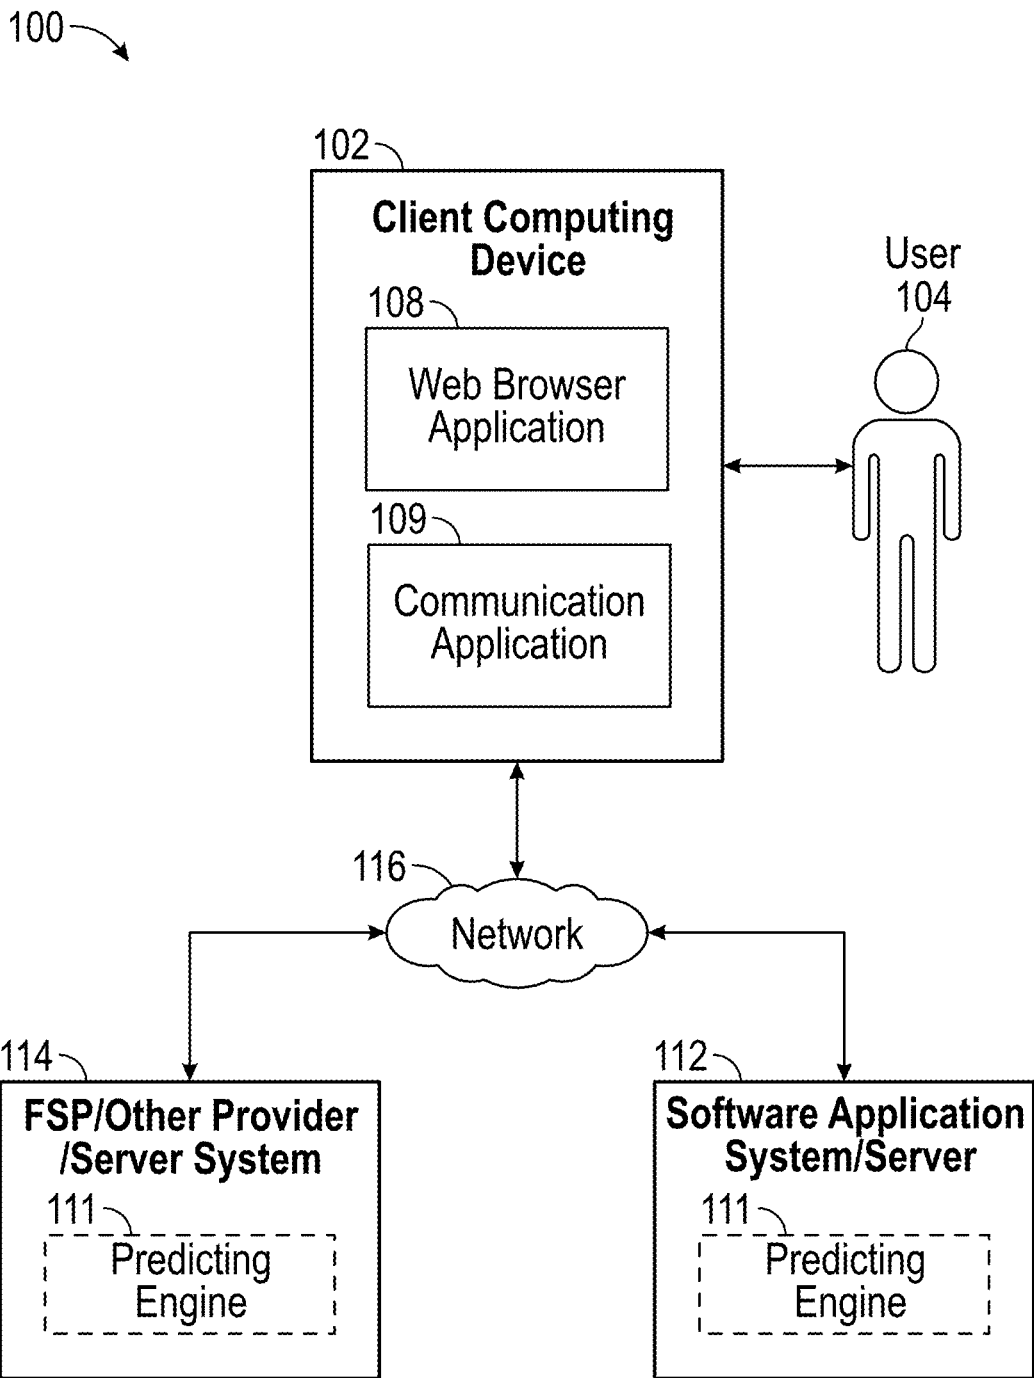 100
102
Client Computing
Device
User
104
108
Web Browser
Application
109
Communication
Application
116
Network
114
FSP/Other Provider
/Server System
111
Predicting
Engine
112
Software Application
System/Server
111
Predicting
Engine